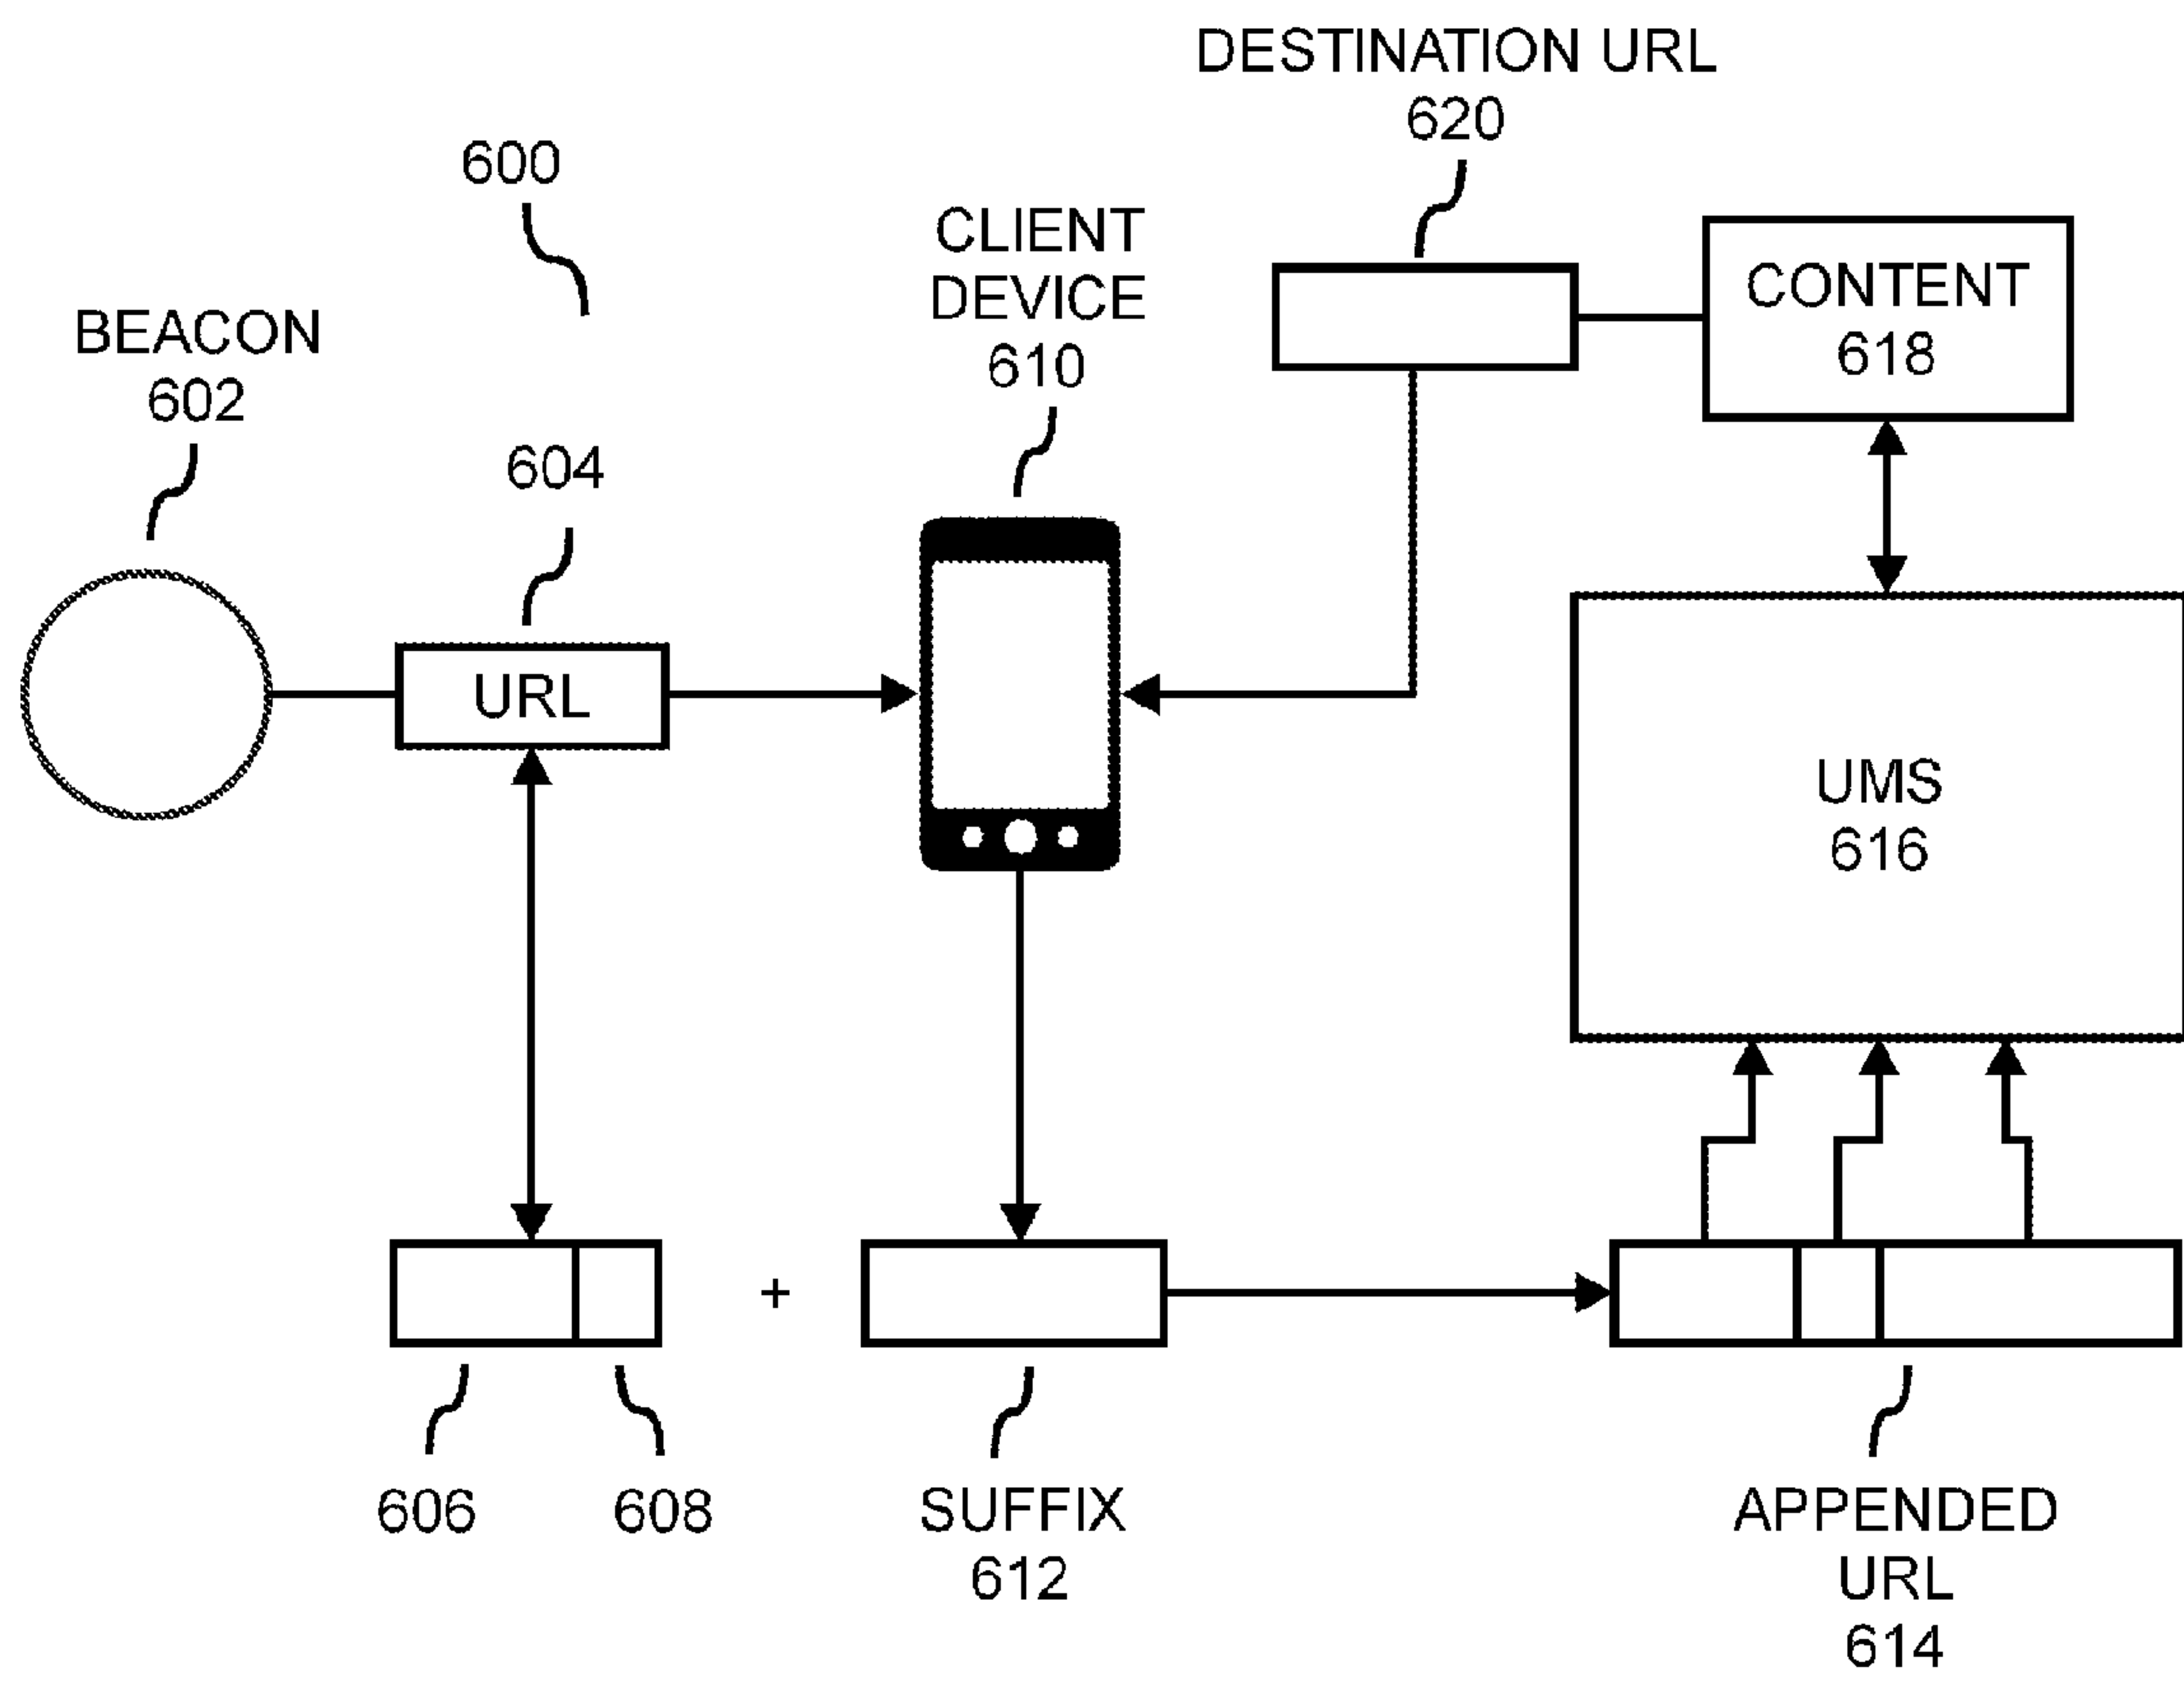 DESTINATION URL
620
600
CLIENT
DEVICE
610
CONTENT
618
BEACON
602
604
URL
UMS
616
+
606
608
SUFFIX
612
APPENDED
URL
614